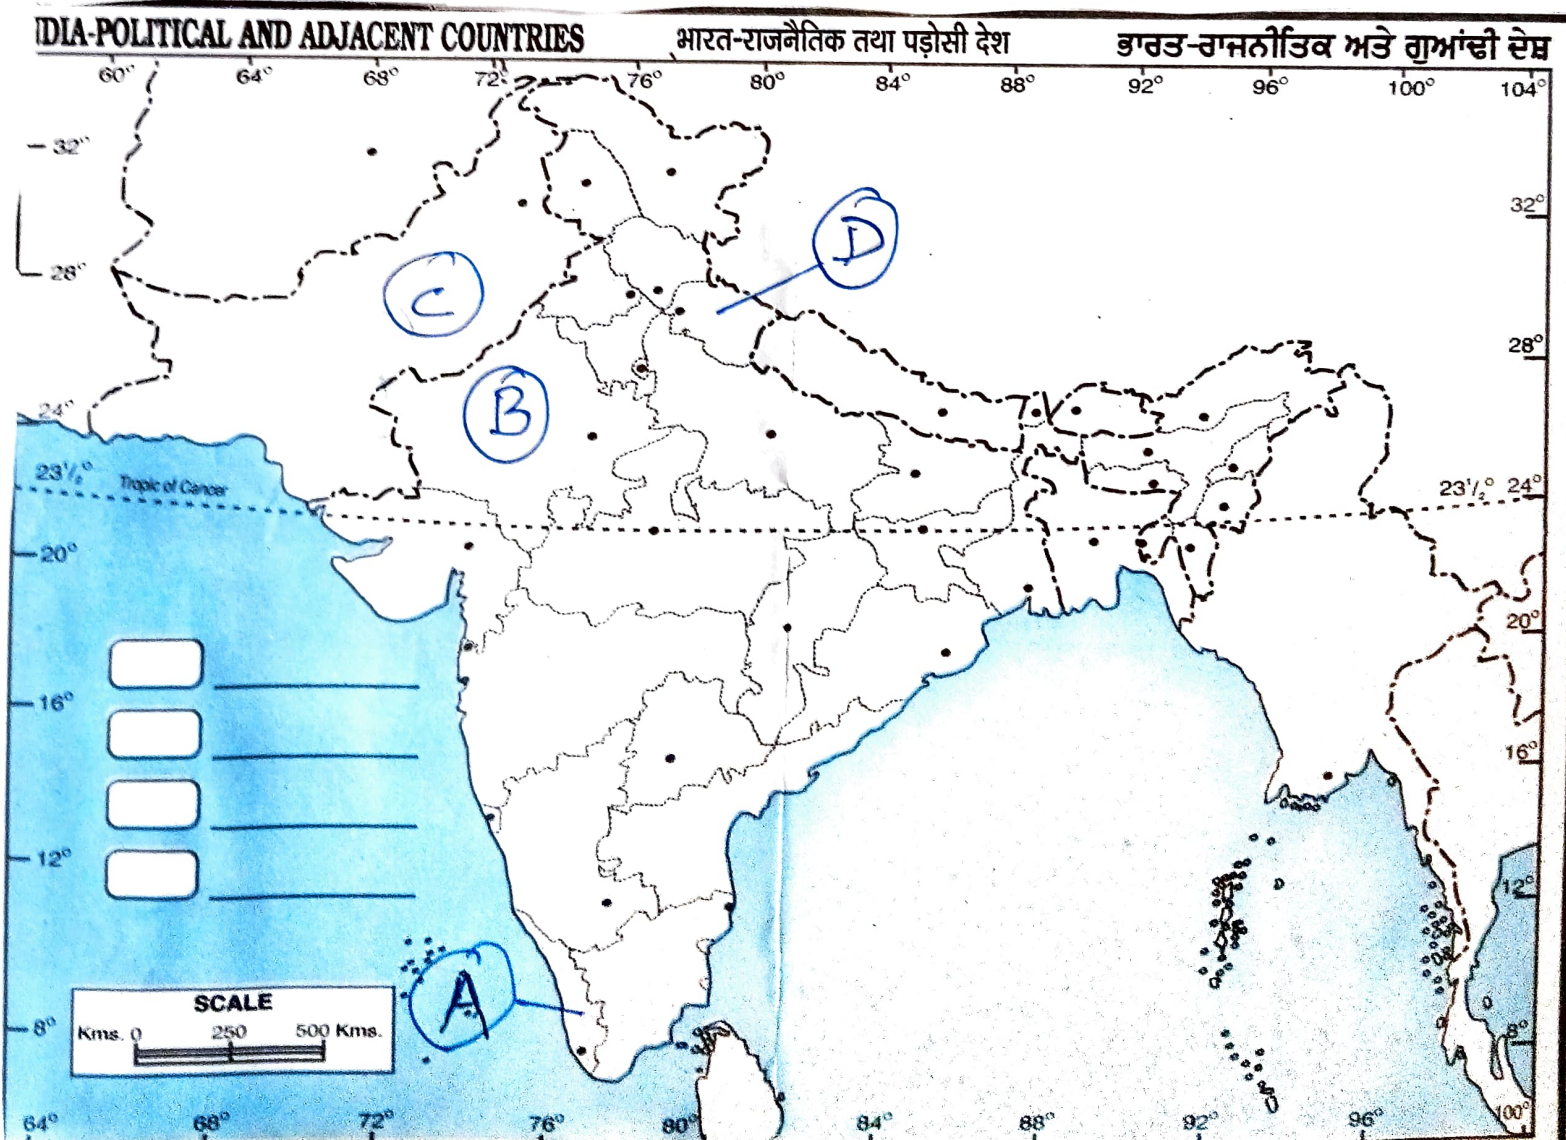 INDIA-POLITICAL AND ADJACENT COUNTRIES भारत-राजनैतिक तथा पड़ोसी देश ਭਾਰਤ-ਰਾਜਨੀਤਿਕ ਅਤੇ ਗੁਆਂਢੀ ਦੇਸ਼
60° 64° 68° 72° 76° 80° 84° 88° 92° 96° 100° 104°
32°
32°
D
28°
C
28°
B
24°
23½° Tropic of Cancer
23½° 24°
20°
20°
16°
16°
12°
12°
A
SCALE
Kms. 0 250 500 Kms.
8°
8°
64° 68° 72° 76° 80° 84° 88° 92° 96° 100°